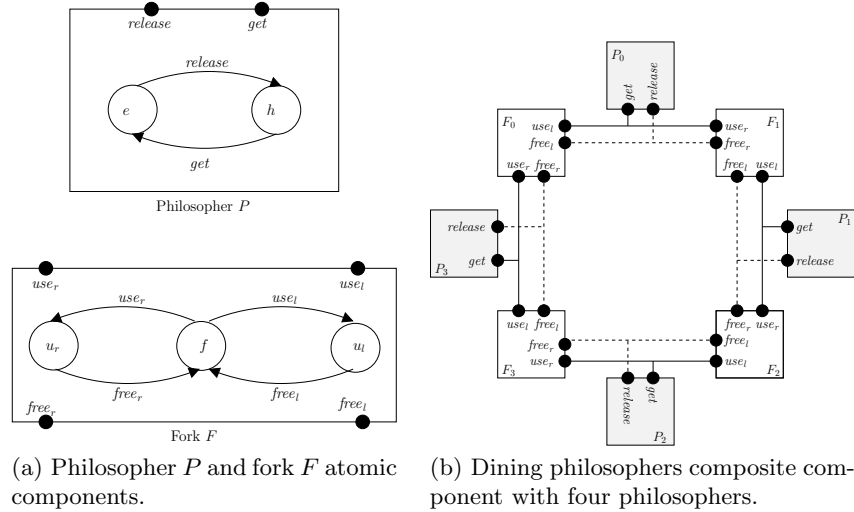 release get
release
e h
get
Philosopher P
use_r use_l
use_r use_l
u_r f u_l
free_r free_l
free_r free_l
Fork F
(a) Philosopher P and fork F atomic
components.
P_0
get release
F_0 use_l use_r F_1
free_l free_r
use_r free_r free_l use_l
release get P_1
get release
P_3
use_l free_l free_r use_r
free_r free_l
F_3 use_r use_l F_2
release get
P_2
(b) Dining philosophers composite com-
ponent with four philosophers.